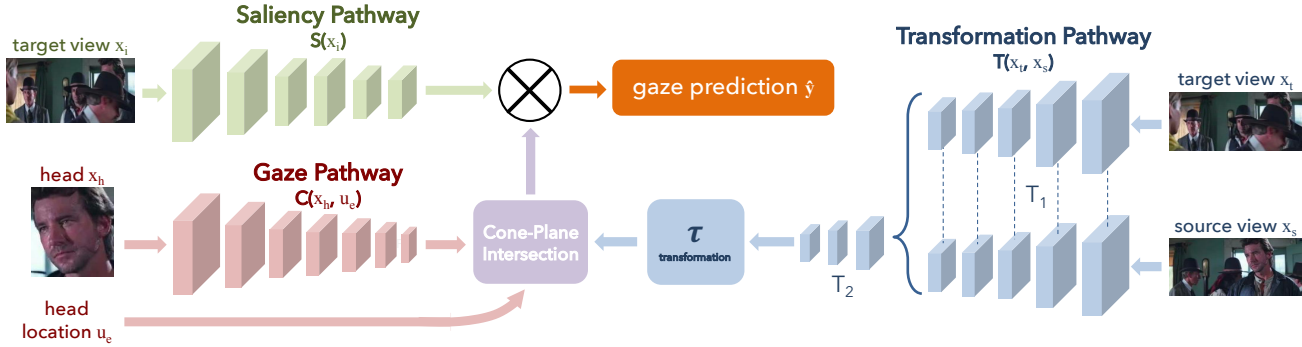 Saliency Pathway
S(xᵢ)
target view xᵢ
gaze prediction ŷ
Transformation Pathway
T(xₜ, xₛ)
target view xₜ
Gaze Pathway
C(xₕ, uₑ)
head xₕ
Cone-Plane
Intersection
τ
transformation
T₂
T₁
source view xₛ
head
location uₑ